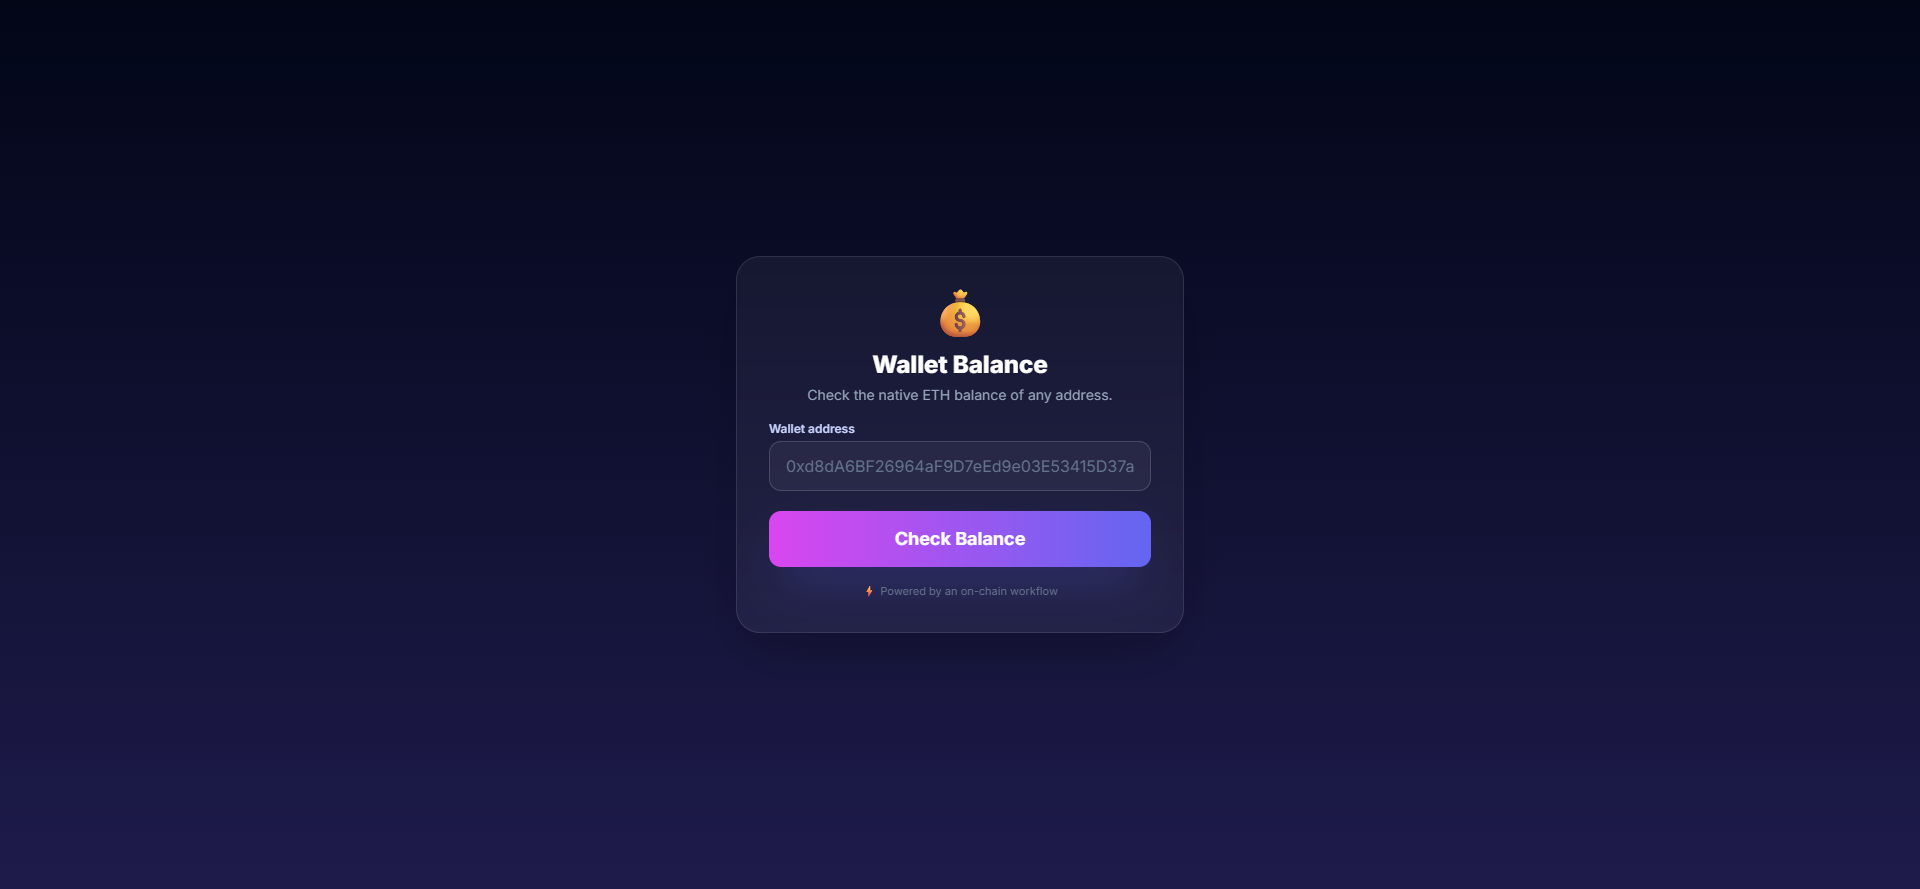 Wallet Balance
Check the native ETH balance of any address.
Wallet address
0xd8dA6BF26964aF9D7eEd9e03E53415D37a
Check Balance
Powered by an on-chain workflow